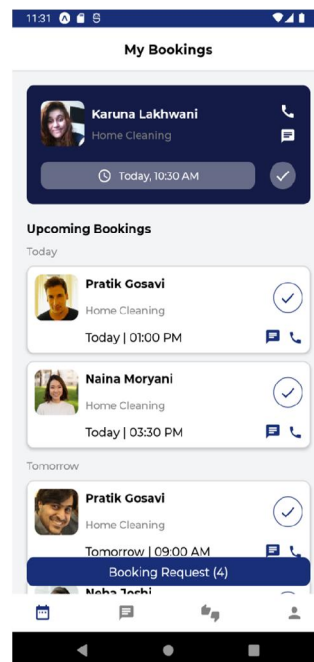 11:31
My Bookings
Karuna Lakhwani
Home Cleaning
Today, 10:30 AM
Upcoming Bookings
Today
Pratik Gosavi
Home Cleaning
Today | 01:00 PM
Naina Moryani
Home Cleaning
Today | 03:30 PM
Tomorrow
Pratik Gosavi
Home Cleaning
Tomorrow | 09:00 AM
Booking Request (4)
Neha Joshi